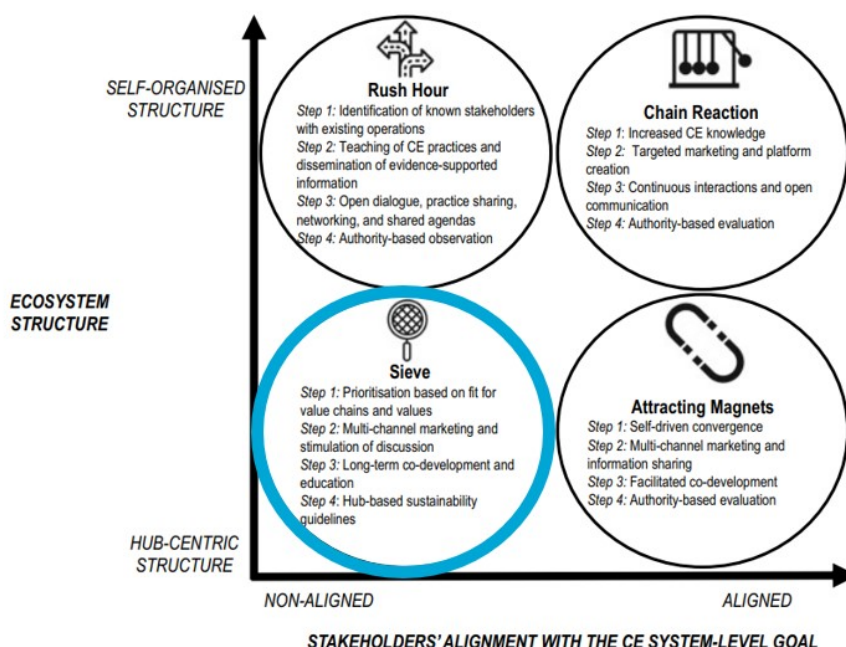 SELF-ORGANISED
STRUCTURE
Rush Hour
Step 1: Identification of known stakeholders
with existing operations
Step 2: Teaching of CE practices and
dissemination of evidence-supported
information
Step 3: Open dialogue, practice sharing,
networking, and shared agendas
Step 4: Authority-based observation
Chain Reaction
Step 1: Increased CE knowledge
Step 2: Targeted marketing and platform
creation
Step 3: Continuous interactions and open
communication
Step 4: Authority-based evaluation
ECOSYSTEM
STRUCTURE
Sieve
Step 1: Prioritisation based on fit for
value chains and values
Step 2: Multi-channel marketing and
stimulation of discussion
Step 3: Long-term co-development and
education
Step 4: Hub-based sustainability
guidelines
Attracting Magnets
Step 1: Self-driven convergence
Step 2: Multi-channel marketing and
information sharing
Step 3: Facilitated co-development
Step 4: Authority-based evaluation
HUB-CENTRIC
STRUCTURE
NON-ALIGNED
ALIGNED
STAKEHOLDERS' ALIGNMENT WITH THE CE SYSTEM-LEVEL GOAL